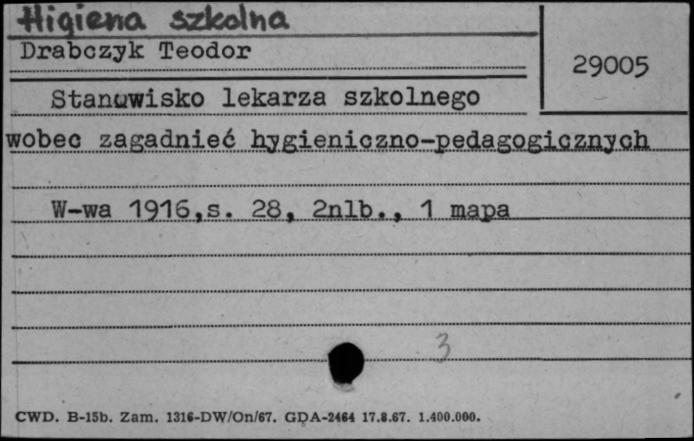 Higiena szkolna
Drabczyk Teodor
29005
Stanowisko lekarza szkolnego
wobec zagadnieć hygieniczno-pedagogicznych
W-wa 1916,s. 28, 2nlb., 1 mapa
3
CWD. B-15b. Zam. 1316-DW/On/67. GDA-2464 17.8.67. 1.400.000.